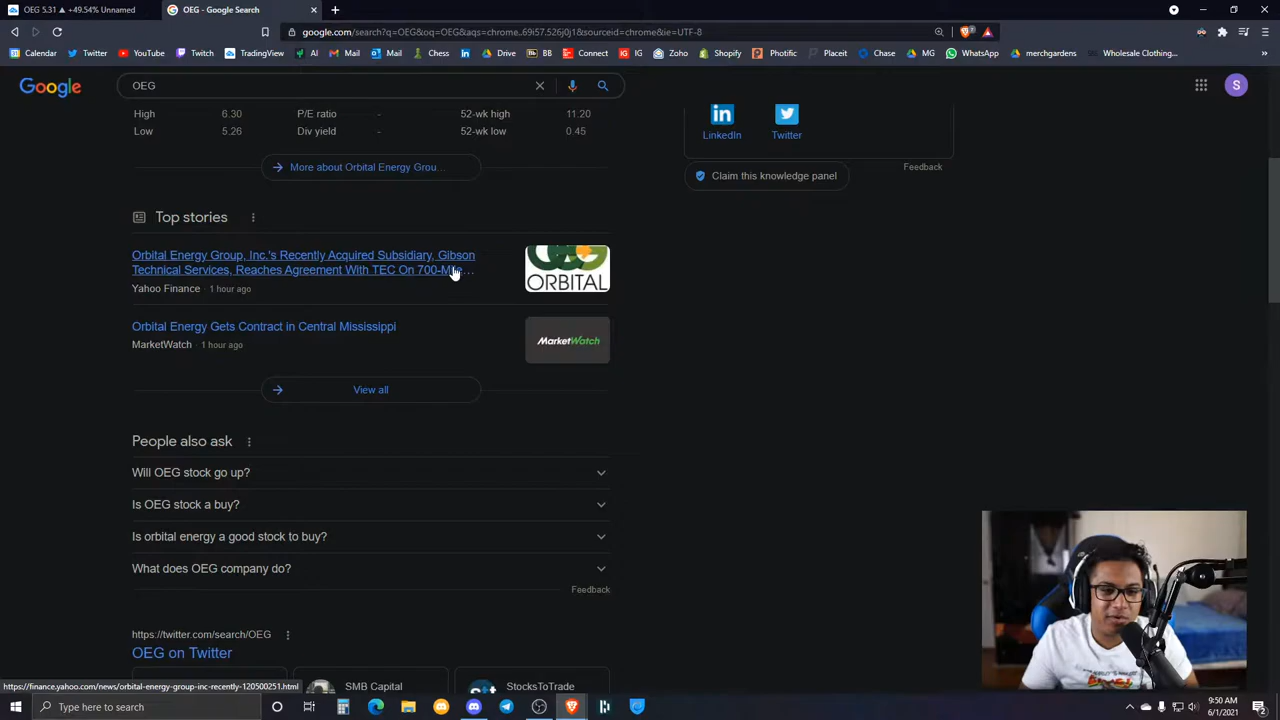 OEG 5.31 ▲ +49.54% Unnamed
OEG - Google Search
google.com/search?q=OEG&oq=OEG&aqs=chrome...69i57.526j0j1&sourceid=chrome&ie=UTF-8
Calendar Twitter YouTube Twitch TradingView AI Mail Mail in Drive BB Connect IG Zoho Shopify Photific Placeit Chase MG WhatsApp merchgardens Wholesale Clothing...
Google OEG S
High 6.30 P/E ratio - 52-wk high 11.20
Low 5.26 Div yield - 52-wk low 0.45
LinkedIn Twitter
More about Orbital Energy Grou...
Feedback
Claim this knowledge panel
Top stories
Orbital Energy Group, Inc.'s Recently Acquired Subsidiary, Gibson
Technical Services, Reaches Agreement With TEC On 700-Mile...
ORBITAL
Yahoo Finance · 1 hour ago
Orbital Energy Gets Contract in Central Mississippi
MarketWatch · 1 hour ago
MarketWatch
View all
People also ask
Will OEG stock go up?
Is OEG stock a buy?
Is orbital energy a good stock to buy?
What does OEG company do?
Feedback
https://twitter.com/search/OEG
OEG on Twitter
SMB Capital StocksToTrade
https://finance.yahoo.com/news/orbital-energy-group-inc-recently-120500251.html
Type here to search
9:50 AM
6/1/2021